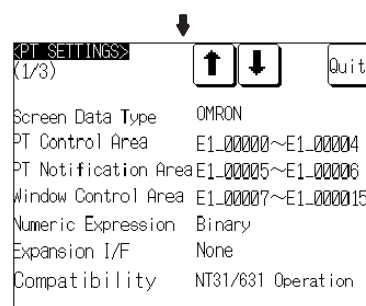 <PT SETTINGS>
(1/3)
Quit
Screen Data Type OMRON
PT Control Area E1_00000~E1_00004
PT Notification Area E1_00005~E1_00006
Window Control Area E1_00007~E1_000015
Numeric Expression Binary
Expansion I/F None
Compatibility NT31/631 Operation